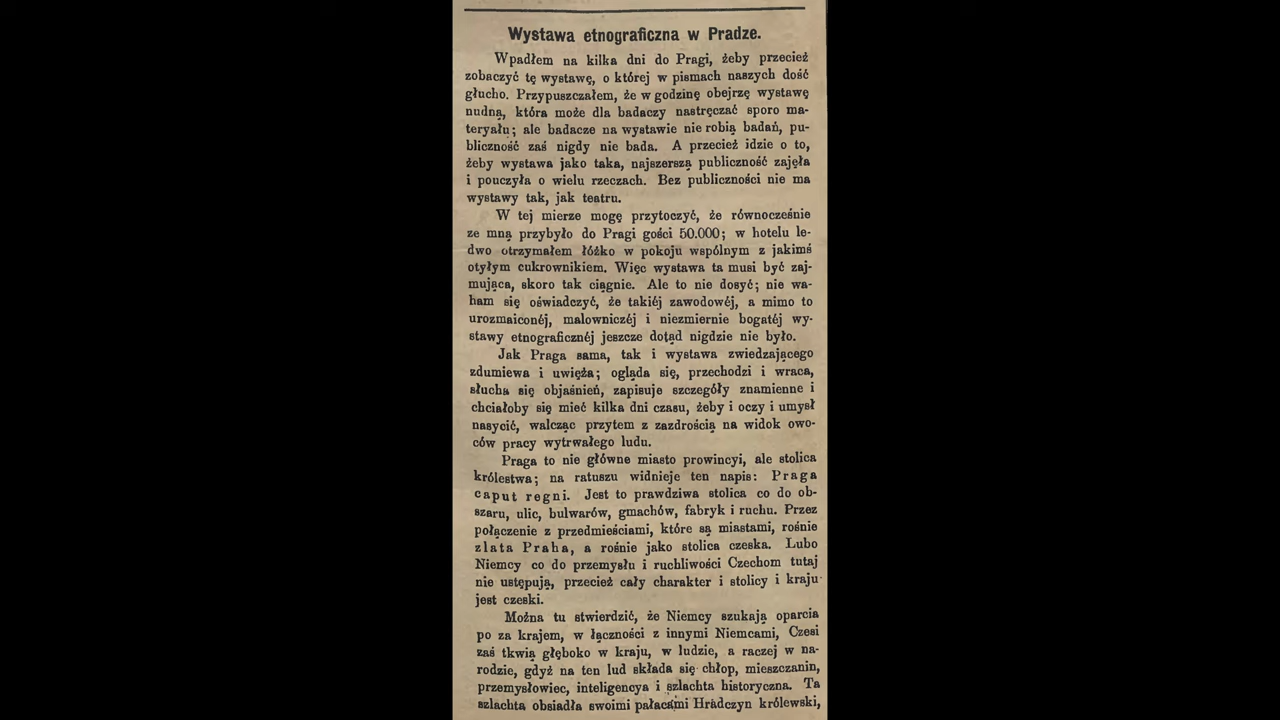 Wystawa etnograficzna w Pradze.
Wpadłem na kilka dni do Pragi, żeby przecież
zobaczyć tę wystawę, o której w pismach naszych dość
głucho. Przypuszczałem, że w godzinę obejrzę wystawę
nudną, która może dla badaczy nastręczać sporo ma-
teryału; ale badacze na wystawie nie robią badań, pu-
bliczność zaś nigdy nie bada. A przecież idzie o to,
żeby wystawa jako taka, najszerszą publiczność zajęła
i pouczyła o wielu rzeczach. Bez publiczności nie ma
wystawy tak, jak teatru.
W tej mierze mogę przytoczyć, że równocześnie
ze mną przybyło do Pragi gości 50.000; w hotelu le-
dwo otrzymałem łóżko w pokoju wspólnym z jakimś
otyłym cukrownikiem. Więc wystawa ta musi być zaj-
mująca, skoro tak ciągnie. Ale to nie dosyć; nie wa-
ham się oświadczyć, że takiéj zawodowéj, a mimo to
urozmaiconéj, malowniczéj i niezmiernie bogatéj wy-
stawy etnograficznéj jeszcze dotąd nigdzie nie było.
Jak Praga sama, tak i wystawa zwiedzającego
zdumiewa i uwięża; ogląda się, przechodzi i wraca,
słucha się objaśnień, zapisuje szczegóły znamienne i
chciałoby się mieć kilka dni czasu, żeby i oczy i umysł
nasycić, walcząc przytem z zazdrością na widok owo-
ców pracy wytrwałego ludu.
Praga to nie główne miasto prowincyi, ale stolica
królestwa; na ratuszu widnieje ten napis: Praga
caput regni. Jest to prawdziwa stolica co do ob-
szaru, ulic, bulwarów, gmachów, fabryk i ruchu. Przez
połączenie z przedmieściami, które są miastami, rośnie
zlata Praha, a rośnie jako stolica czeska. Lubo
Niemcy co do przemysłu i ruchliwości Czechom tutaj
nie ustępują, przecież cały charakter i stolicy i kraju
jest czeski.
Można tu stwierdzić, że Niemcy szukają oparcia
po za krajem, w łączności z innymi Niemcami, Czesi
zaś tkwią głęboko w kraju, w ludzie, a raczej w na-
rodzie, gdyż na ten lud składa się chłop, mieszczanin,
przemysłowiec, inteligencya i szlachta historyczna. Ta
szlachta obsiadła swoimi pałacami Hradczyn królewski,